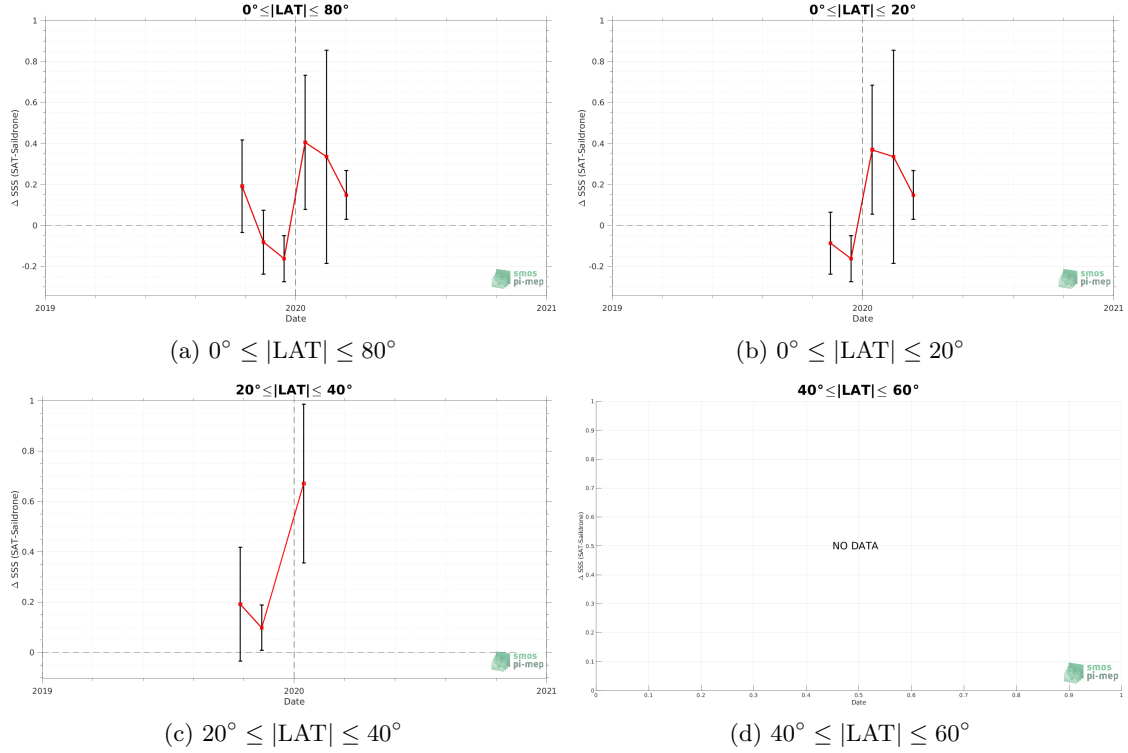 0°≤|LAT|≤ 80°
1
0.8
0.6
0.4
0.2
0
-0.2
Δ SSS (SAT-Saildrone)
2019
2020
2021
Date
smos
pi-mep
(a) 0° ≤ |LAT| ≤ 80°
0°≤|LAT|≤ 20°
1
0.8
0.6
0.4
0.2
0
-0.2
Δ SSS (SAT-Saildrone)
2019
2020
2021
Date
smos
pi-mep
(b) 0° ≤ |LAT| ≤ 20°
20°≤|LAT|≤ 40°
1
0.8
0.6
0.4
0.2
0
Δ SSS (SAT-Saildrone)
2019
2020
2021
Date
smos
pi-mep
(c) 20° ≤ |LAT| ≤ 40°
40°≤|LAT|≤ 60°
1
0.9
0.8
0.7
0.6
0.5
0.4
0.3
0.2
0.1
0
Δ SSS (SAT-Saildrone)
NO DATA
0 0.1 0.2 0.3 0.4 0.5 0.6 0.7 0.8 0.9 1
Date
smos
pi-mep
(d) 40° ≤ |LAT| ≤ 60°